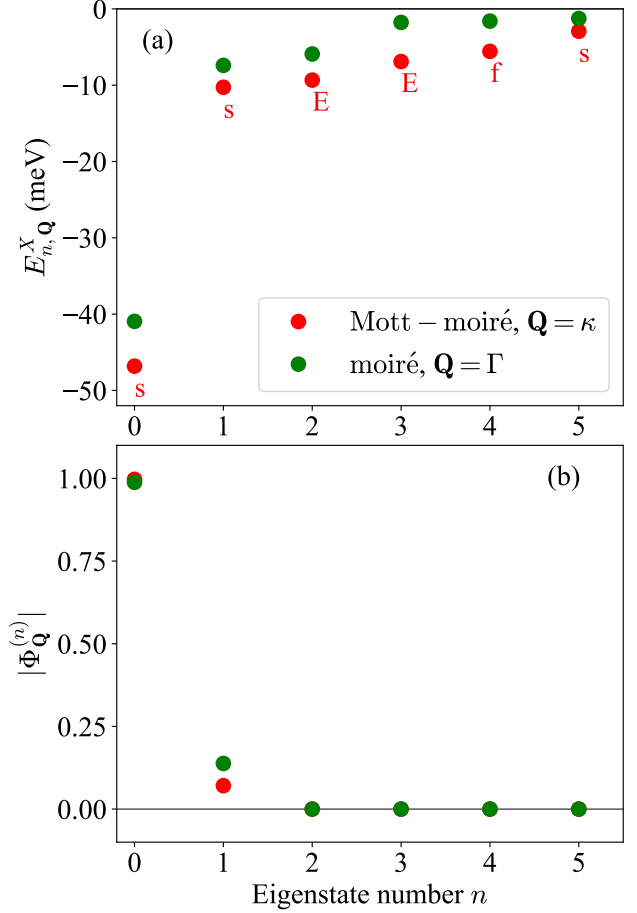 (a)
0
−10
−20
−30
−40
−50
E^X_{n,Q} (meV)
s
s
E
E
f
s
Mott − moiré, Q = κ
moiré, Q = Γ
0 1 2 3 4 5
(b)
1.00
0.75
0.50
0.25
0.00
|Φ_Q^{(n)}|
0 1 2 3 4 5
Eigenstate number n